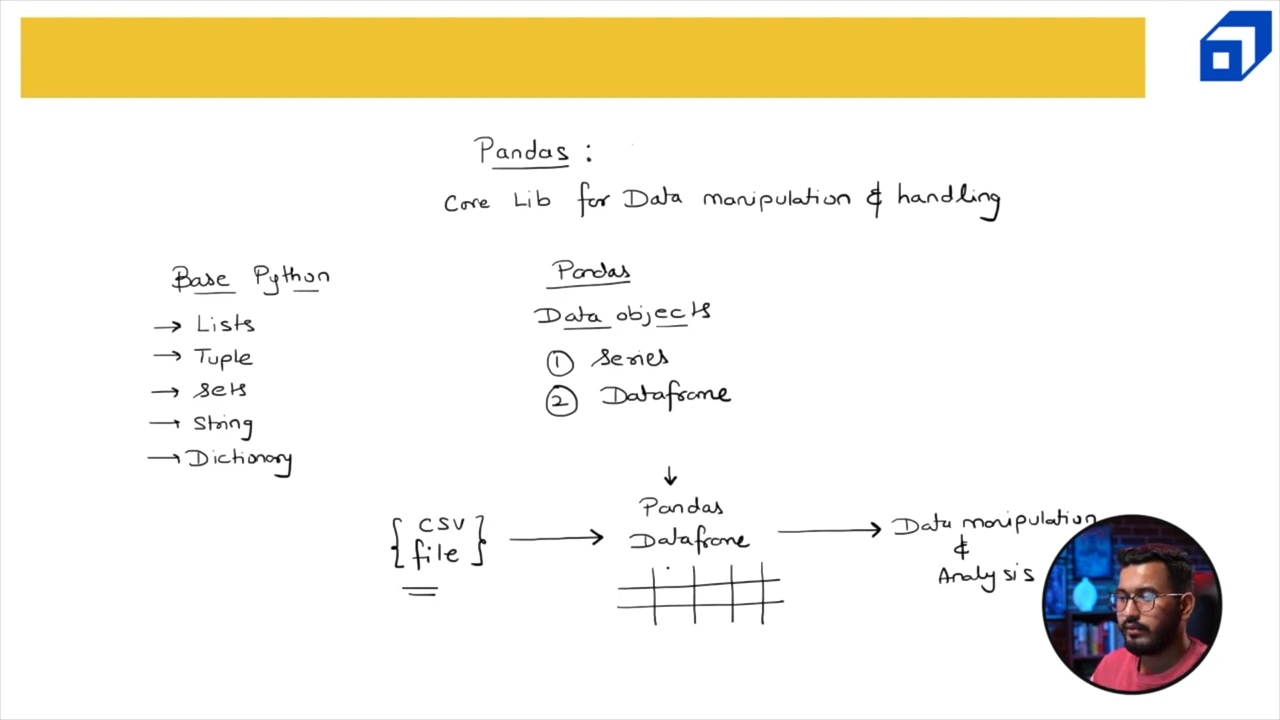 Pandas :
Core Lib for Data manipulation & handling
Base Python
→ Lists
→ Tuple
→ Sets
→ String
→ Dictionary
Pandas
Data objects
① Series
② Dataframe
↓
{ CSV file } → Pandas Dataframe → Data manipulation & Analysis